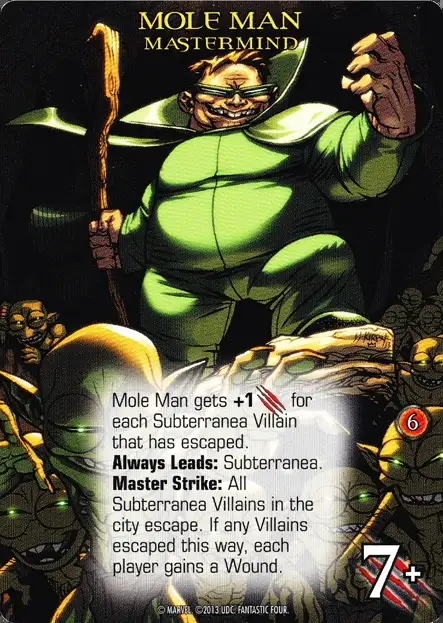 MOLE MAN
MASTERMIND
Mole Man gets +1 for
each Subterranea Villain
that has escaped.
Always Leads: Subterranea.
Master Strike: All
Subterranea Villains in the
city escape. If any Villains
escaped this way, each
player gains a Wound.
6
7+
© MARVEL. ©2013 UDC. FANTASTIC FOUR.